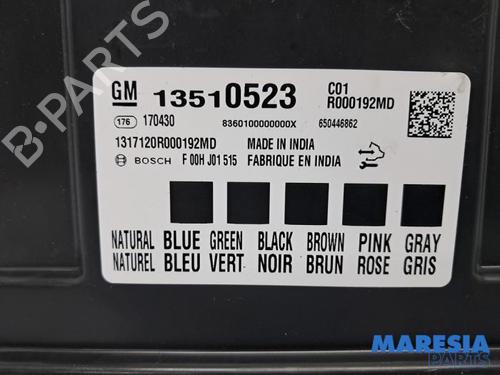 B-PARTS
GM 13510523 C01
R000192MD
176 170430 8360100000000X 650446862
1317120R000192MD MADE IN INDIA
BOSCH F 00H J01 515 FABRIQUE EN INDIA
NATURAL BLUE GREEN BLACK BROWN PINK GRAY
NATUREL BLEU VERT NOIR BRUN ROSE GRIS
MARESIA
PARTS